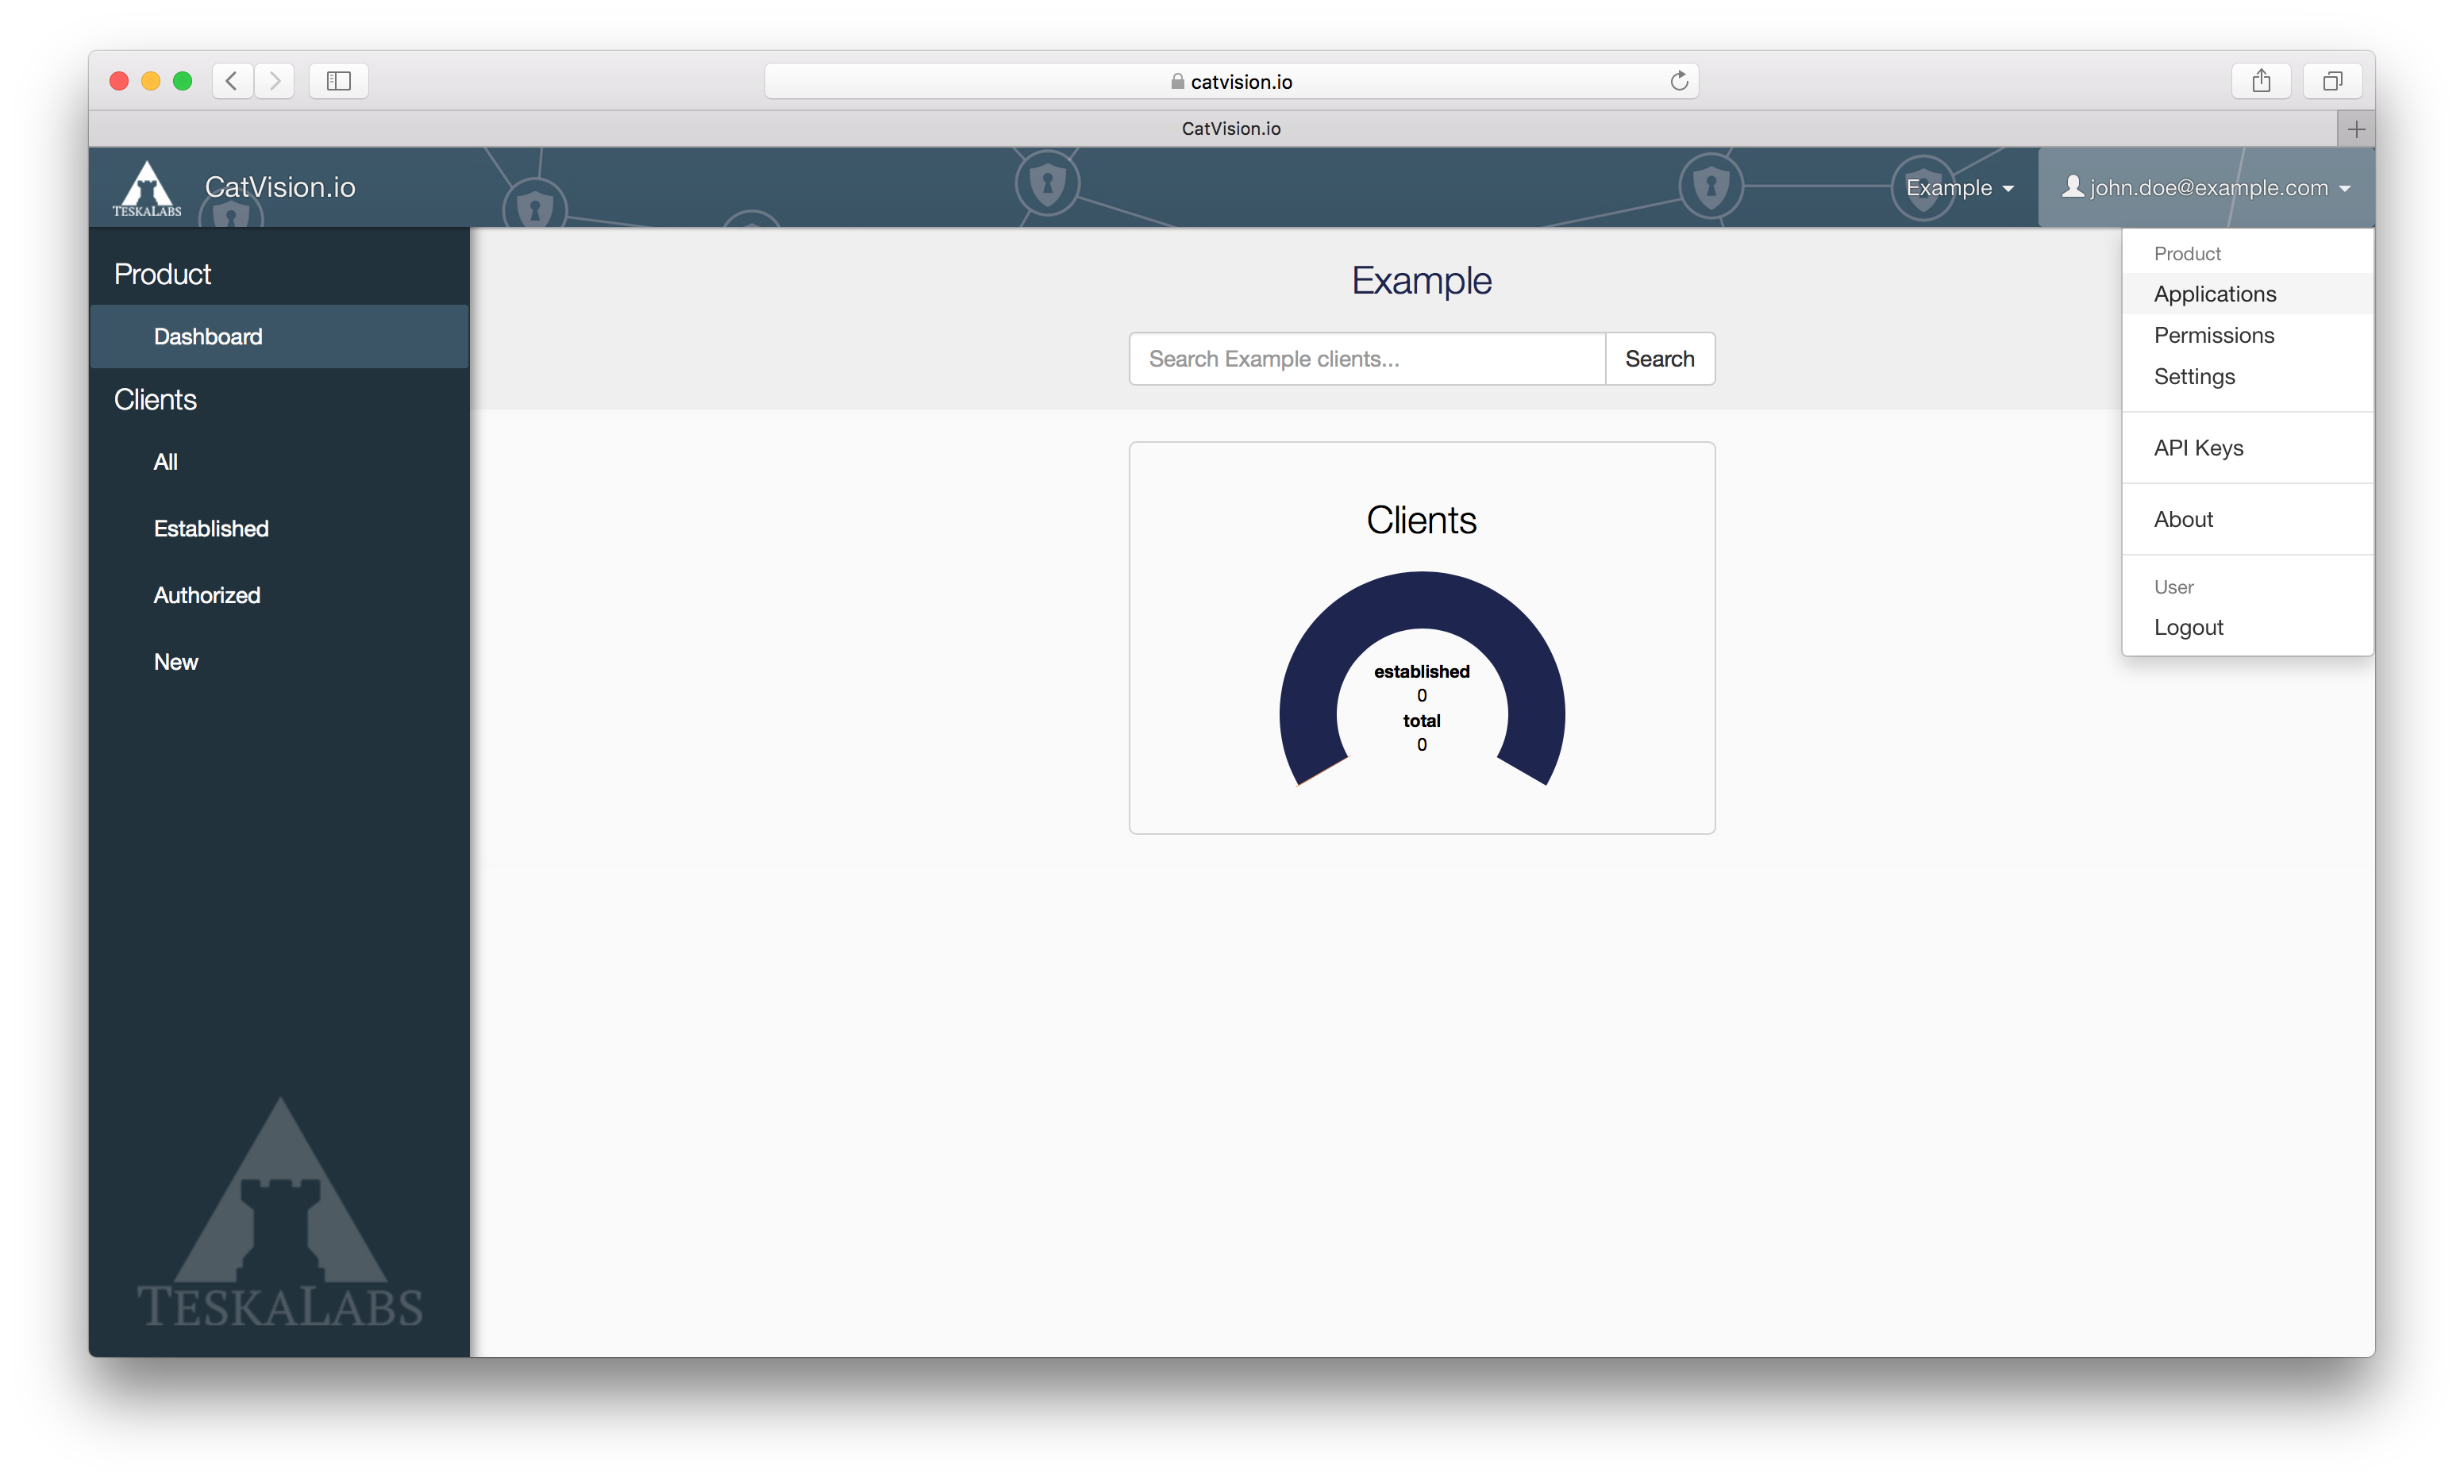 catvision.io
CatVision.io
TESKALABS
CatVision.io
Example
john.doe@example.com
Product
Dashboard
Clients
All
Established
Authorized
New
TESKALABS
Example
Search Example clients...
Search
Clients
established
0
total
0
Product
Applications
Permissions
Settings
API Keys
About
User
Logout